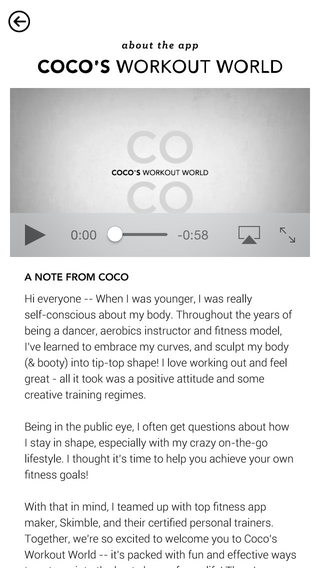 about the app
COCO'S WORKOUT WORLD
CO
COCO'S WORKOUT WORLD
CO
0:00
-0:58
A NOTE FROM COCO
Hi everyone -- When I was younger, I was really
self-conscious about my body. Throughout the years of
being a dancer, aerobics instructor and fitness model,
I've learned to embrace my curves, and sculpt my body
(& booty) into tip-top shape! I love working out and feel
great - all it took was a positive attitude and some
creative training regimes.
Being in the public eye, I often get questions about how
I stay in shape, especially with my crazy on-the-go
lifestyle. I thought it's time to help you achieve your own
fitness goals!
With that in mind, I teamed up with top fitness app
maker, Skimble, and their certified personal trainers.
Together, we're so excited to welcome you to Coco's
Workout World -- it's packed with fun and effective ways